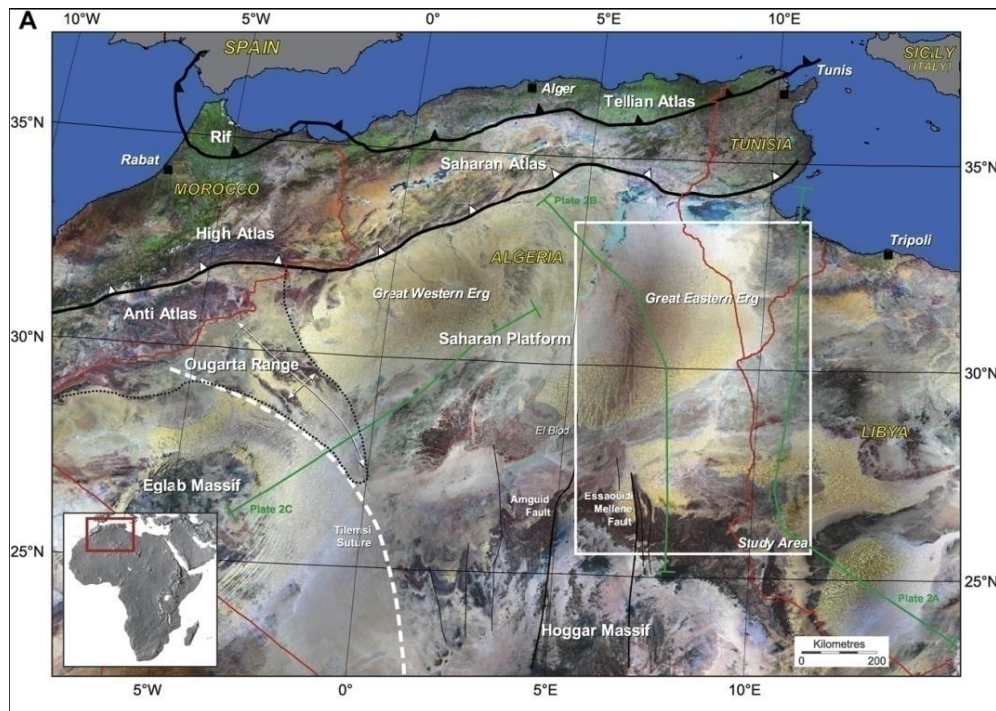 A
10°W
5°W
0°
5°E
10°E
SPAIN
SICILY
(ITALY)
Tunis
Alger
Tellian Atlas
35°N
Rif
TUNISIA
35°N
Rabat
Saharan Atlas
MOROCCO
Plate 2B
High Atlas
Tripoli
ALGERIA
Great Western Erg
Great Eastern Erg
Anti Atlas
30°N
Saharan Platform
30°N
Ougarta Range
El Biod
LIBYA
Eglab Massif
Amguid
Fault
Essaouidi
Mellene
Fault
Plate 2C
Tilemsi
Suture
Study Area
25°N
25°N
Plate 2A
Hoggar Massif
Kilometres
0
200
5°W
0°
5°E
10°E